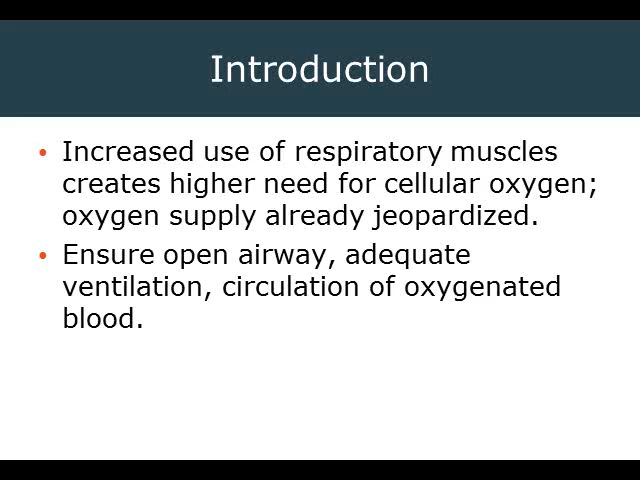 Introduction
• Increased use of respiratory muscles
creates higher need for cellular oxygen;
oxygen supply already jeopardized.
• Ensure open airway, adequate
ventilation, circulation of oxygenated
blood.